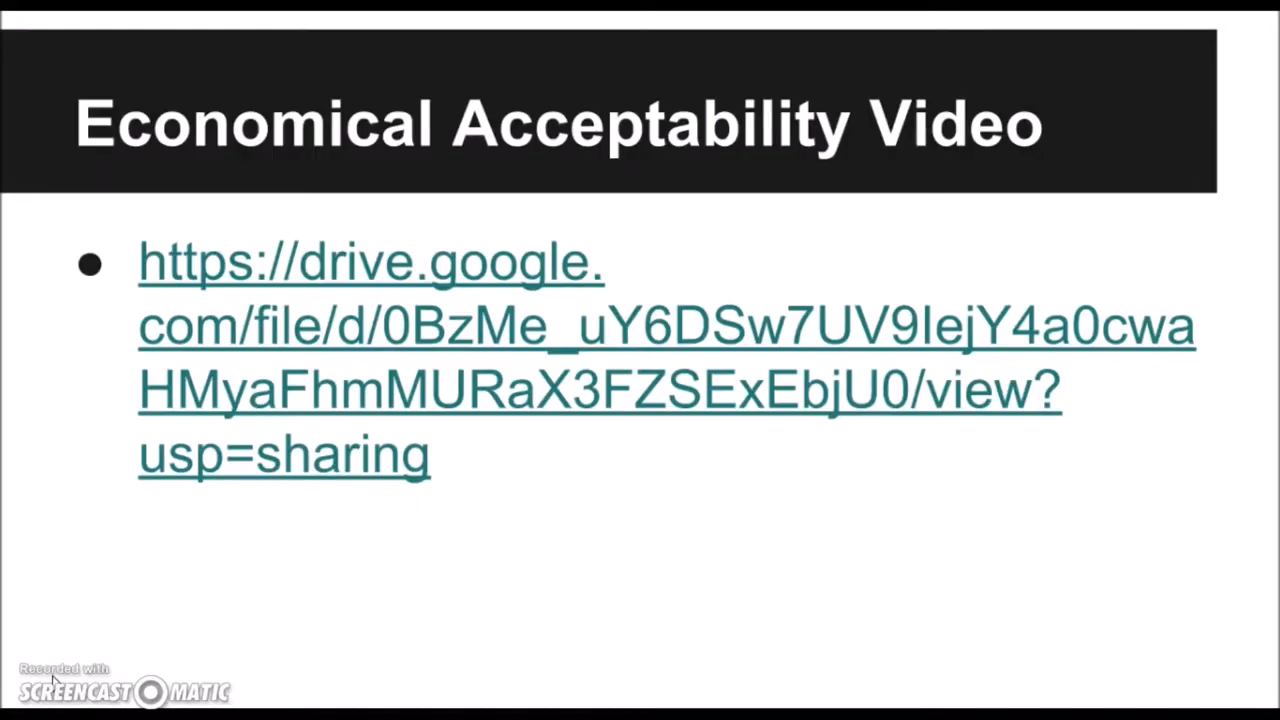 Economical Acceptability Video
● https://drive.google.
com/file/d/0BzMe_uY6DSw7UV9IejY4a0cwa
HMyaFhmMURaX3FZSExEbjU0/view?
usp=sharing
Recorded with
SCREENCAST MATIC